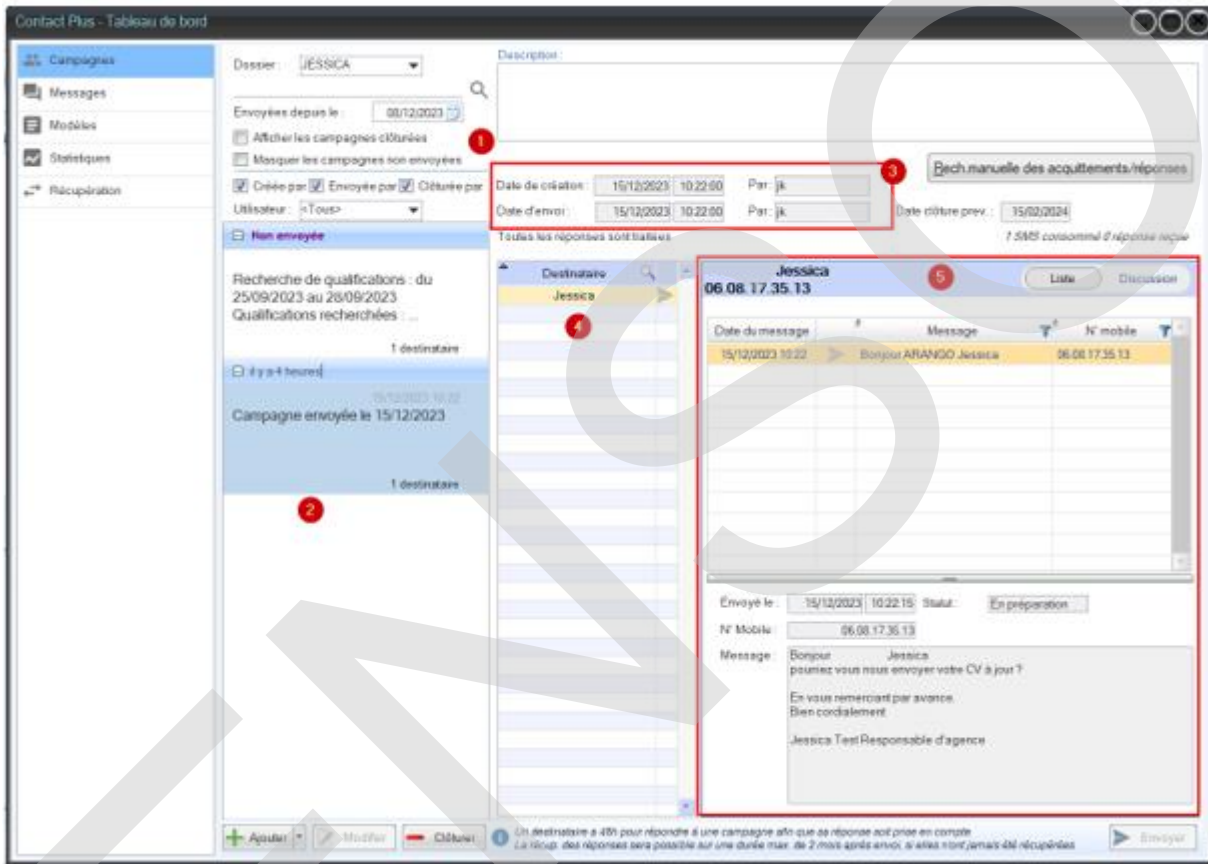 Contact Plus - Tableau de bord
Campagnes
Messages
Modèles
Statistiques
Récupération
Dossier : JESSICA
Envoyées depuis le : 08/12/2023
Afficher les campagnes clôturées
Masquer les campagnes non envoyées
Créée par Envoyée par Clôturée par
Utilisateur : <Tous>
1
Non envoyée
Recherche de qualifications : du
25/09/2023 au 28/09/2023
Qualifications recherchées : ...
1 destinataire
il y a 4 heures
15/12/2023 10:22
Campagne envoyée le 15/12/2023
1 destinataire
2
Ajouter Modifier Clôturer
Description :
3
Date de création : 15/12/2023 10:22:00 Par : jk
Date d'envoi : 15/12/2023 10:22:00 Par : jk
Rech.manuelle des acquittements/réponses
Date clôture prev. : 15/02/2024
Toutes les réponses sont traitées
1 SMS consommé 0 réponse reçue
Destinataire
Jessica
4
Jessica
06.08.17.35.13
5
Liste Discussion
Date du message Message N° mobile
15/12/2023 10:22 Bonjour ARANGO Jessica 06.08.17.35.13
Envoyé le : 15/12/2023 10:22:15 Statut : En préparation
N° Mobile : 06.08.17.35.13
Message : Bonjour Jessica
pourriez vous nous envoyer votre CV à jour ?
En vous remerciant par avance.
Bien cordialement
Jessica Test Responsable d'agence
Un destinataire a 48h pour répondre à une campagne afin que sa réponse soit prise en compte
La récup. des réponses sera possible sur une durée max. de 2 mois après envoi, si elles n'ont jamais été récupérées
Envoyer